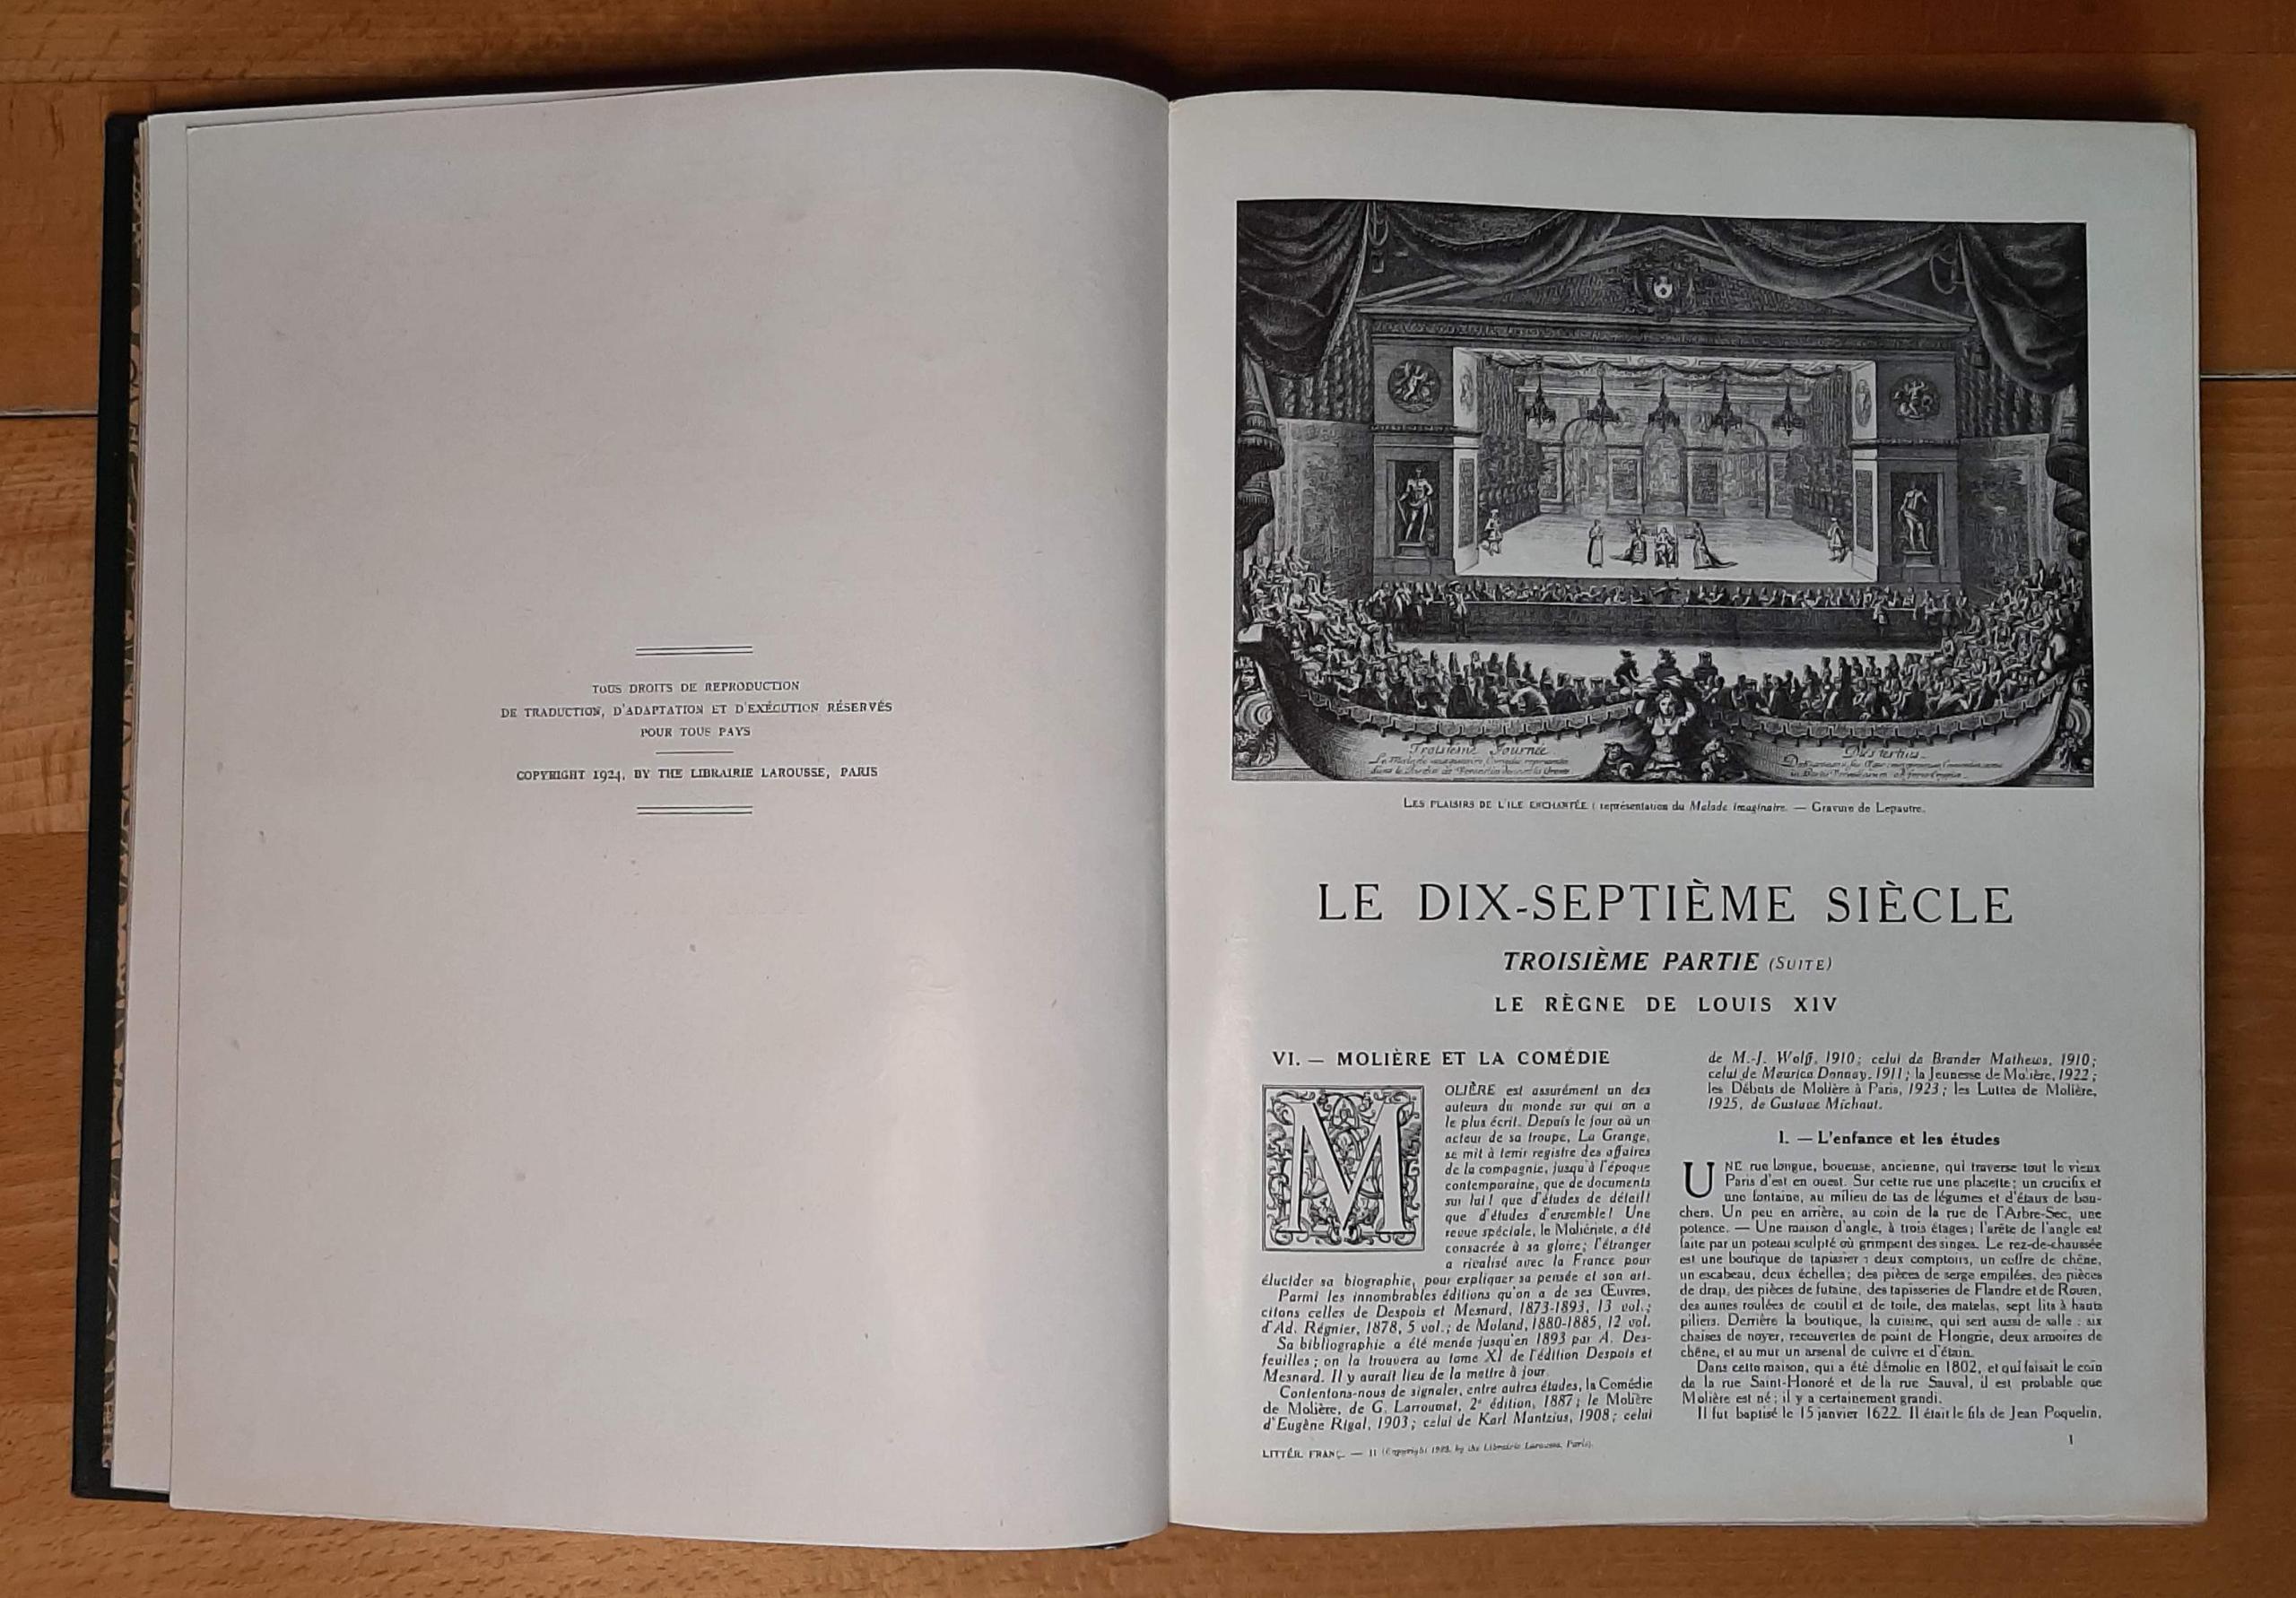 TOUS DROITS DE REPRODUCTION
DE TRADUCTION, D'ADAPTATION ET D'EXÉCUTION RÉSERVÉS
POUR TOUS PAYS
COPYRIGHT 1924, BY THE LIBRAIRIE LAROUSSE, PARIS
Troisiéme Journée.
LES PLAISIRS DE L'ILE ENCHANTÉE : représentation du Malade imaginaire. — Gravure de Lepautre.
LE DIX-SEPTIÈME SIÈCLE
TROISIÈME PARTIE (SUITE)
LE RÈGNE DE LOUIS XIV
VI. — MOLIÈRE ET LA COMÉDIE
MOLIÈRE est assurément un des
auteurs du monde sur qui on a
le plus écrit. Depuis le jour où un
acteur de sa troupe, La Grange,
se mit à tenir registre des affaires
de la compagnie, jusqu'à l'époque
contemporaine, que de documents
sur lui! que d'études de détail!
que d'études d'ensemble! Une
revue spéciale, le Moliériste, a été
consacrée à sa gloire; l'étranger
a rivalisé avec la France pour
élucider sa biographie, pour expliquer sa pensée et son art.
Parmi les innombrables éditions qu'on a de ses Œuvres,
citons celles de Despois et Mesnard, 1873-1893, 13 vol.;
d'Ad. Régnier, 1878, 5 vol.; de Moland, 1880-1885, 12 vol.
Sa bibliographie a été menée jusqu'en 1893 par A. Des-
feuilles; on la trouvera au tome XI de l'édition Despois et
Mesnard. Il y aurait lieu de la mettre à jour.
Contentons-nous de signaler, entre autres études, la Comédie
de Molière, de G. Larroumet, 2e édition, 1887; le Molière
d'Eugène Rigal, 1903; celui de Karl Mantzius, 1908; celui
de M.-J. Wolff, 1910; celui de Brander Mathews, 1910;
celui de Maurice Donnay, 1911; la Jeunesse de Molière, 1922;
les Débuts de Molière à Paris, 1923; les Luttes de Molière,
1925, de Gustave Michaut.
I. — L'enfance et les études
UNE rue longue, boueuse, ancienne, qui traverse tout le vieux
Paris d'est en ouest. Sur cette rue une placette; un crucifix et
une fontaine, au milieu de tas de légumes et d'étaux de bou-
chers. Un peu en arrière, au coin de la rue de l'Arbre-Sec, une
potence. — Une maison d'angle, à trois étages; l'arête de l'angle est
faite par un poteau sculpté où grimpent des singes. Le rez-de-chaussée
est une boutique de tapissier : deux comptoirs, un coffre de chêne,
un escabeau, deux échelles; des pièces de serge empilées, des pièces
de drap, des pièces de futaine, des tapisseries de Flandre et de Rouen,
des aunes roulées de coutil et de toile, des matelas, sept lits à hauts
piliers. Derrière la boutique, la cuisine, qui sert aussi de salle : six
chaises de noyer, recouvertes de point de Hongrie, deux armoires de
chêne, et au mur un arsenal de cuivre et d'étain.
Dans cette maison, qui a été démolie en 1802, et qui faisait le coin
de la rue Saint-Honoré et de la rue Sauval, il est probable que
Molière est né; il y a certainement grandi.
Il fut baptisé le 15 janvier 1622. Il était le fils de Jean Poquelin,
LITTÉR. FRANÇ. — II (Copyright by the Librairie Larousse, Paris).
1